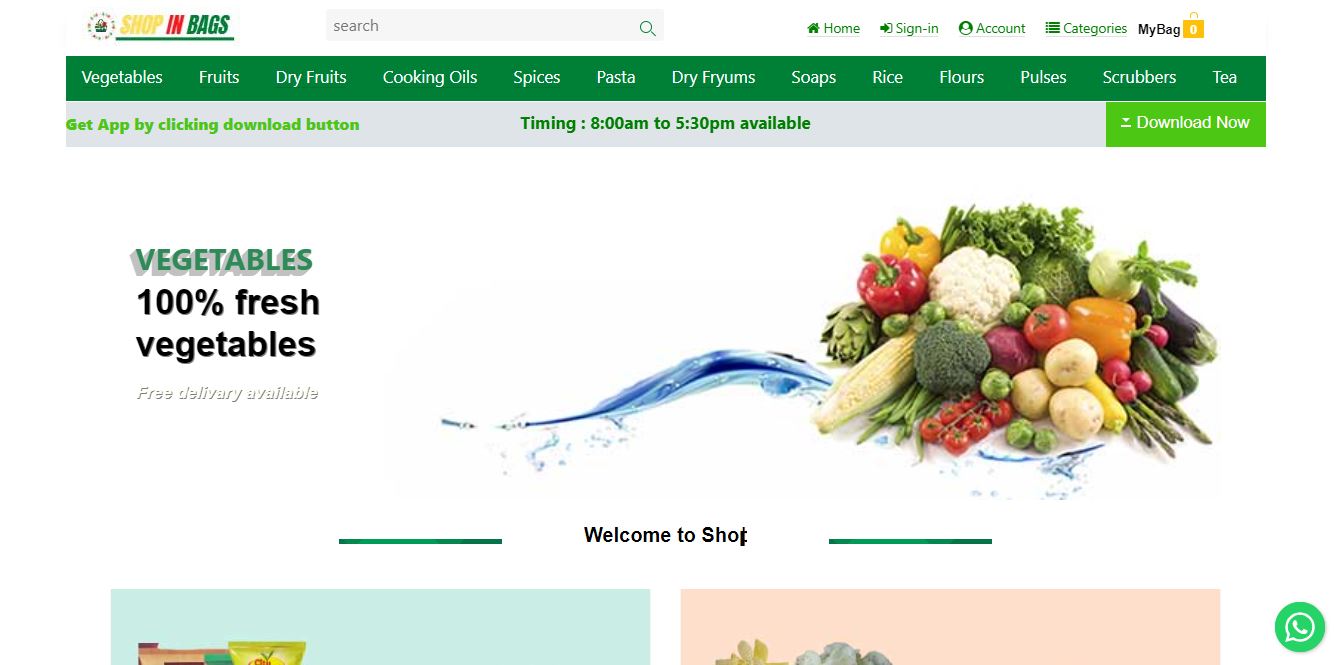 SHOP IN BAGS
search
Home Sign-in Account Categories MyBag 0
Vegetables Fruits Dry Fruits Cooking Oils Spices Pasta Dry Fryums Soaps Rice Flours Pulses Scrubbers Tea
Get App by clicking download button Timing : 8:00am to 5:30pm available Download Now
VEGETABLES
100% fresh
vegetables
Free delivary available
Welcome to Shop